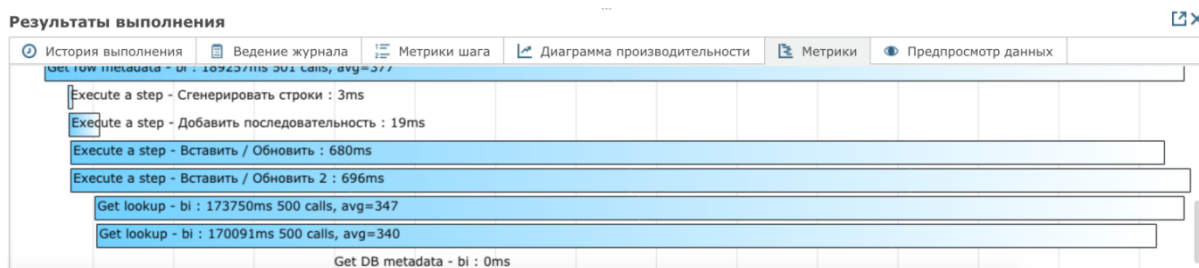 Результаты выполнения
История выполнения Ведение журнала Метрики шага Диаграмма производительности Метрики Предпросмотр данных
Get row metadata - bi : 189257ms 501 calls, avg=377
Execute a step - Сгенерировать строки : 3ms
Execute a step - Добавить последовательность : 19ms
Execute a step - Вставить / Обновить : 680ms
Execute a step - Вставить / Обновить 2 : 696ms
Get lookup - bi : 173750ms 500 calls, avg=347
Get lookup - bi : 170091ms 500 calls, avg=340
Get DB metadata - bi : 0ms